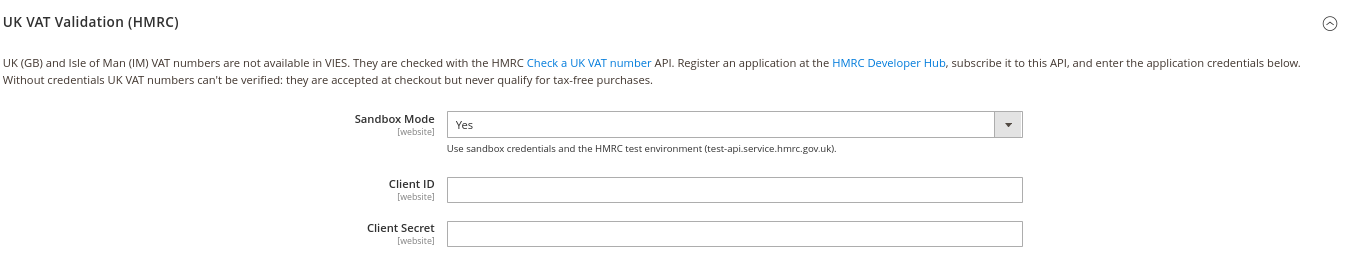 UK VAT Validation (HMRC)
UK (GB) and Isle of Man (IM) VAT numbers are not available in VIES. They are checked with the HMRC Check a UK VAT number API. Register an application at the HMRC Developer Hub, subscribe it to this API, and enter the application credentials below.
Without credentials UK VAT numbers can't be verified: they are accepted at checkout but never qualify for tax-free purchases.
Sandbox Mode
[website]
Yes
Use sandbox credentials and the HMRC test environment (test-api.service.hmrc.gov.uk).
Client ID
[website]
Client Secret
[website]